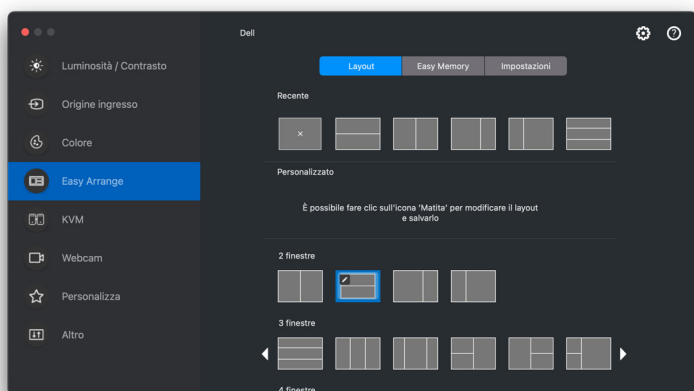 Dell
Luminosità / Contrasto
Origine ingresso
Colore
Easy Arrange
KVM
Webcam
Personalizza
Altro
Layout
Easy Memory
Impostazioni
Recente
Personalizzato
È possibile fare clic sull'icona 'Matita' per modificare il layout
e salvarlo
2 finestre
3 finestre
4 finestre